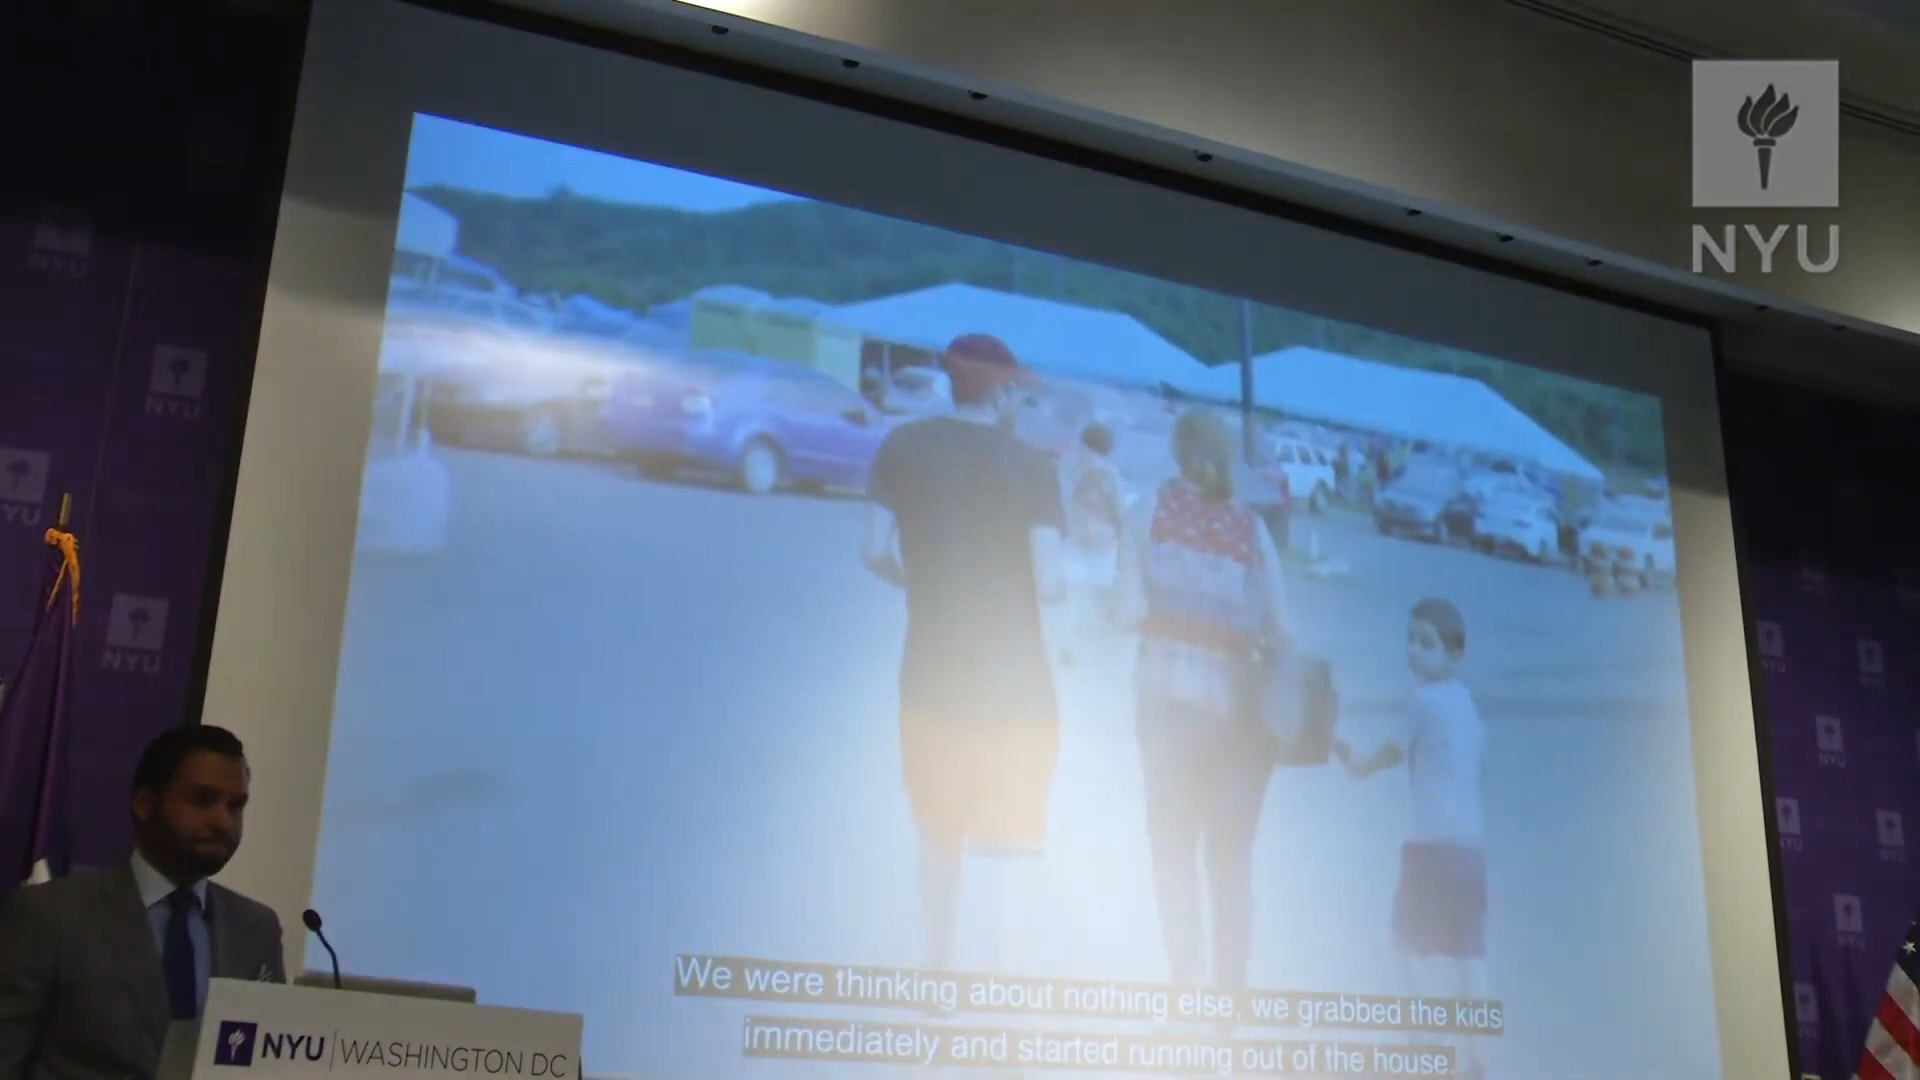 NYU
NYU
NYU
NYU
NYU
We were thinking about nothing else, we grabbed the kids
immediately and started running out of the house.
NYU | WASHINGTON DC